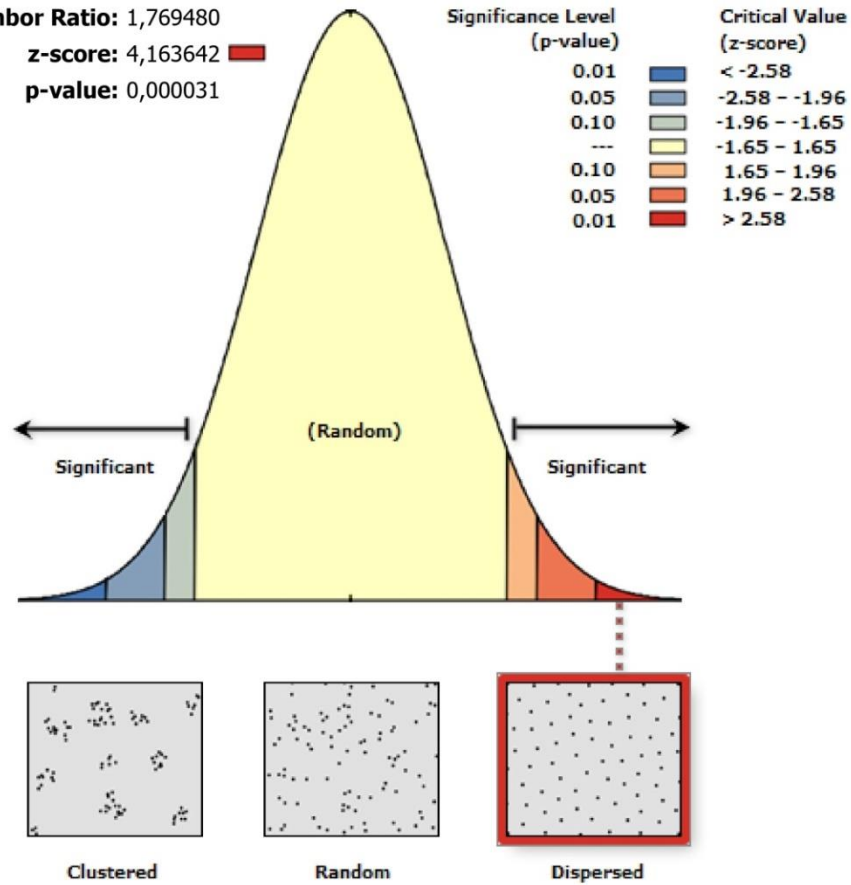 Ratio: 1,769480
z-score: 4,163642
p-value: 0,000031
Significance Level
(p-value)
Critical Value
(z-score)
0.01 < -2.58
0.05 -2.58 – -1.96
0.10 -1.96 – -1.65
--- -1.65 – 1.65
0.10 1.65 – 1.96
0.05 1.96 – 2.58
0.01 > 2.58
(Random)
Significant
Significant
Clustered
Random
Dispersed